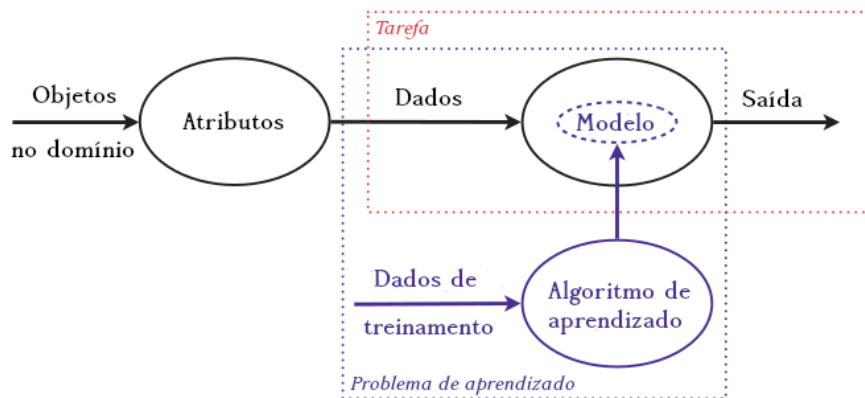 Tarefa
Objetos
no domínio
Atributos
Dados
Modelo
Saída
Dados de
treinamento
Algoritmo de
aprendizado
Problema de aprendizado